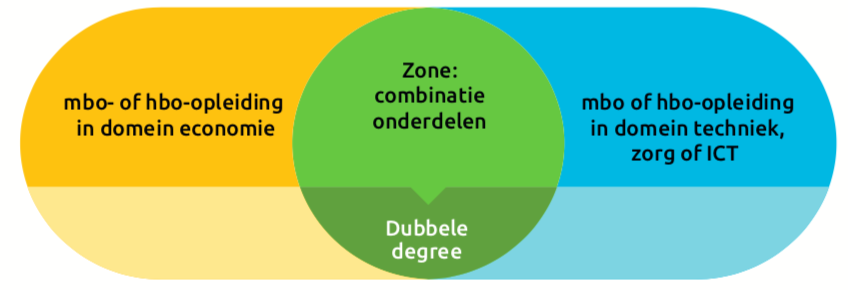 mbo- of hbo-opleiding
in domein economie
Zone:
combinatie
onderdelen
mbo of hbo-opleiding
in domein techniek,
zorg of ICT
Dubbele
degree